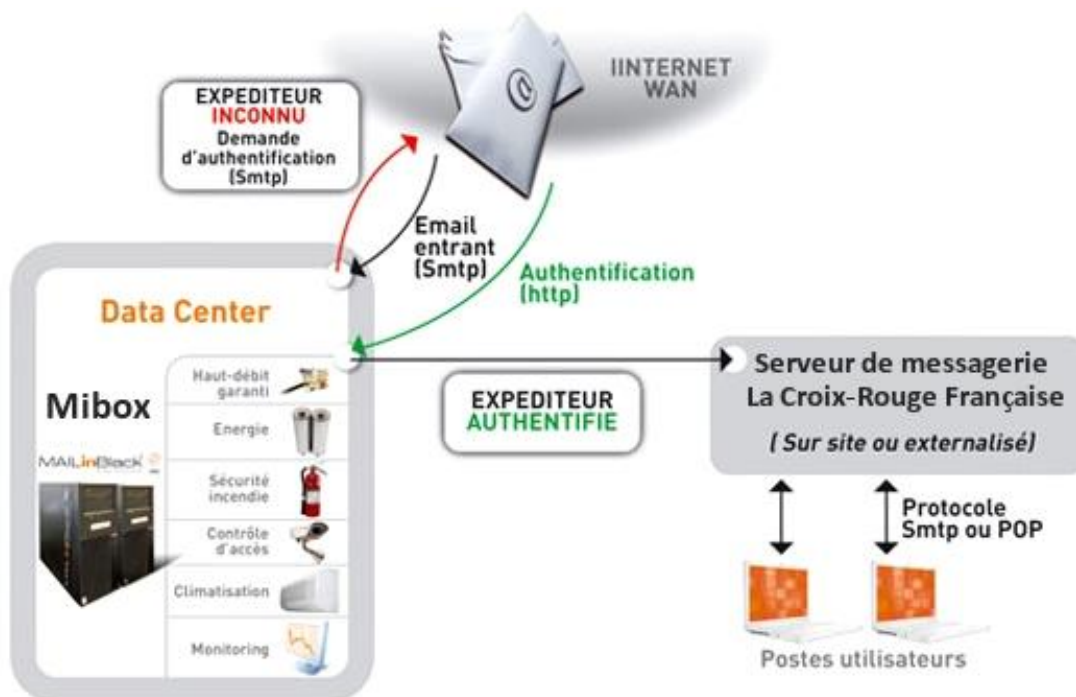 IINTERNET
WAN
EXPEDITEUR
INCONNU
Demande
d'authentification
(Smtp)
@
Email
entrant
(Smtp)
Authentification
(http)
Data Center
Mibox
MAILinBlack
Haut-débit
garanti
Energie
Sécurité
incendie
Contrôle
d'accès
Climatisation
Monitoring
EXPEDITEUR
AUTHENTIFIE
Serveur de messagerie
La Croix-Rouge Française
( Sur site ou externalisé)
Protocole
Smtp ou POP
Postes utilisateurs